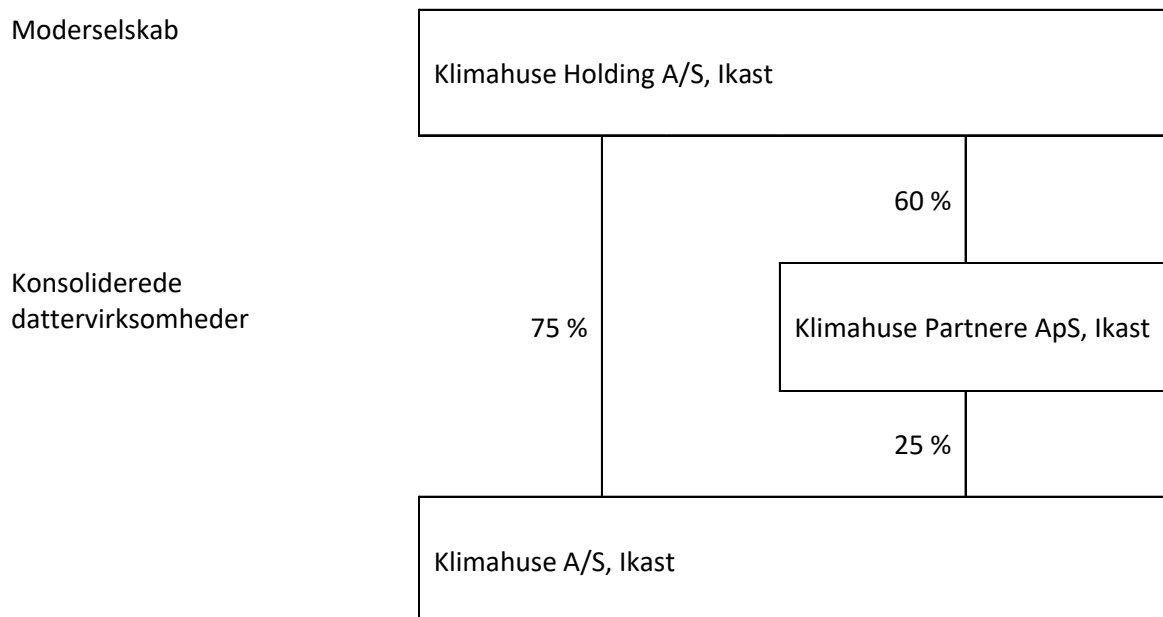 Moderselskab
Klimahuse Holding A/S, Ikast
60 %
Konsoliderede
dattervirksomheder
75 %
Klimahuse Partnere ApS, Ikast
25 %
Klimahuse A/S, Ikast